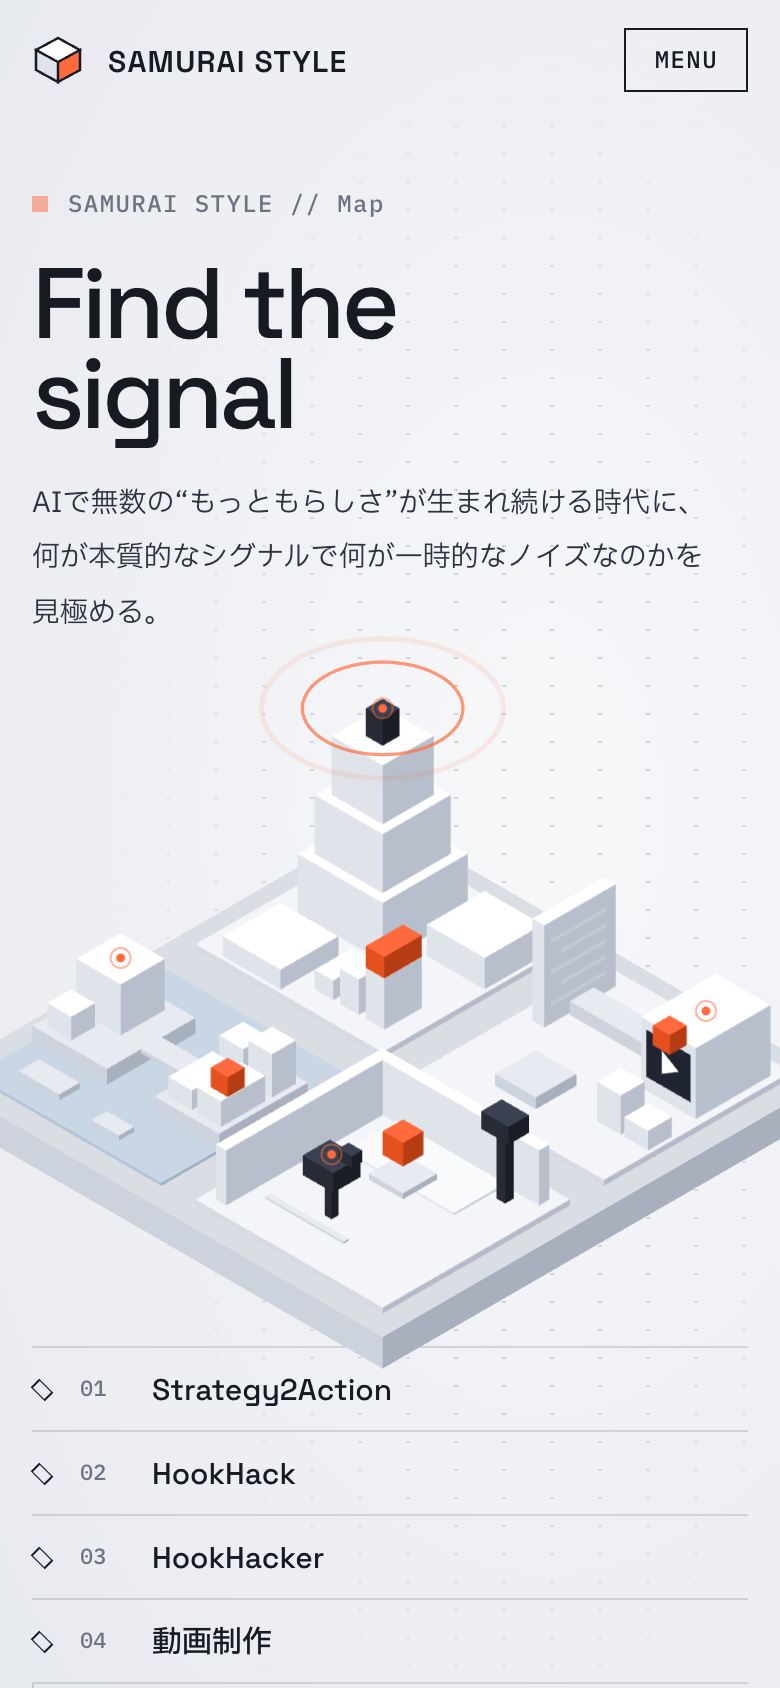 SAMURAI STYLE
MENU
SAMURAI STYLE // Map
Find the
signal
AIで無数の“もっともらしさ”が生まれ続ける時代に、
何が本質的なシグナルで何が一時的なノイズなのかを
見極める。
01 Strategy2Action
02 HookHack
03 HookHacker
04 動画制作